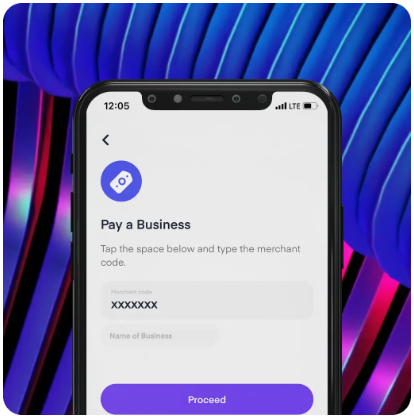 12:05
LTE
Pay a Business
Tap the space below and type the merchant
code.
Merchant code
XXXXXXX
Name of Business
Proceed